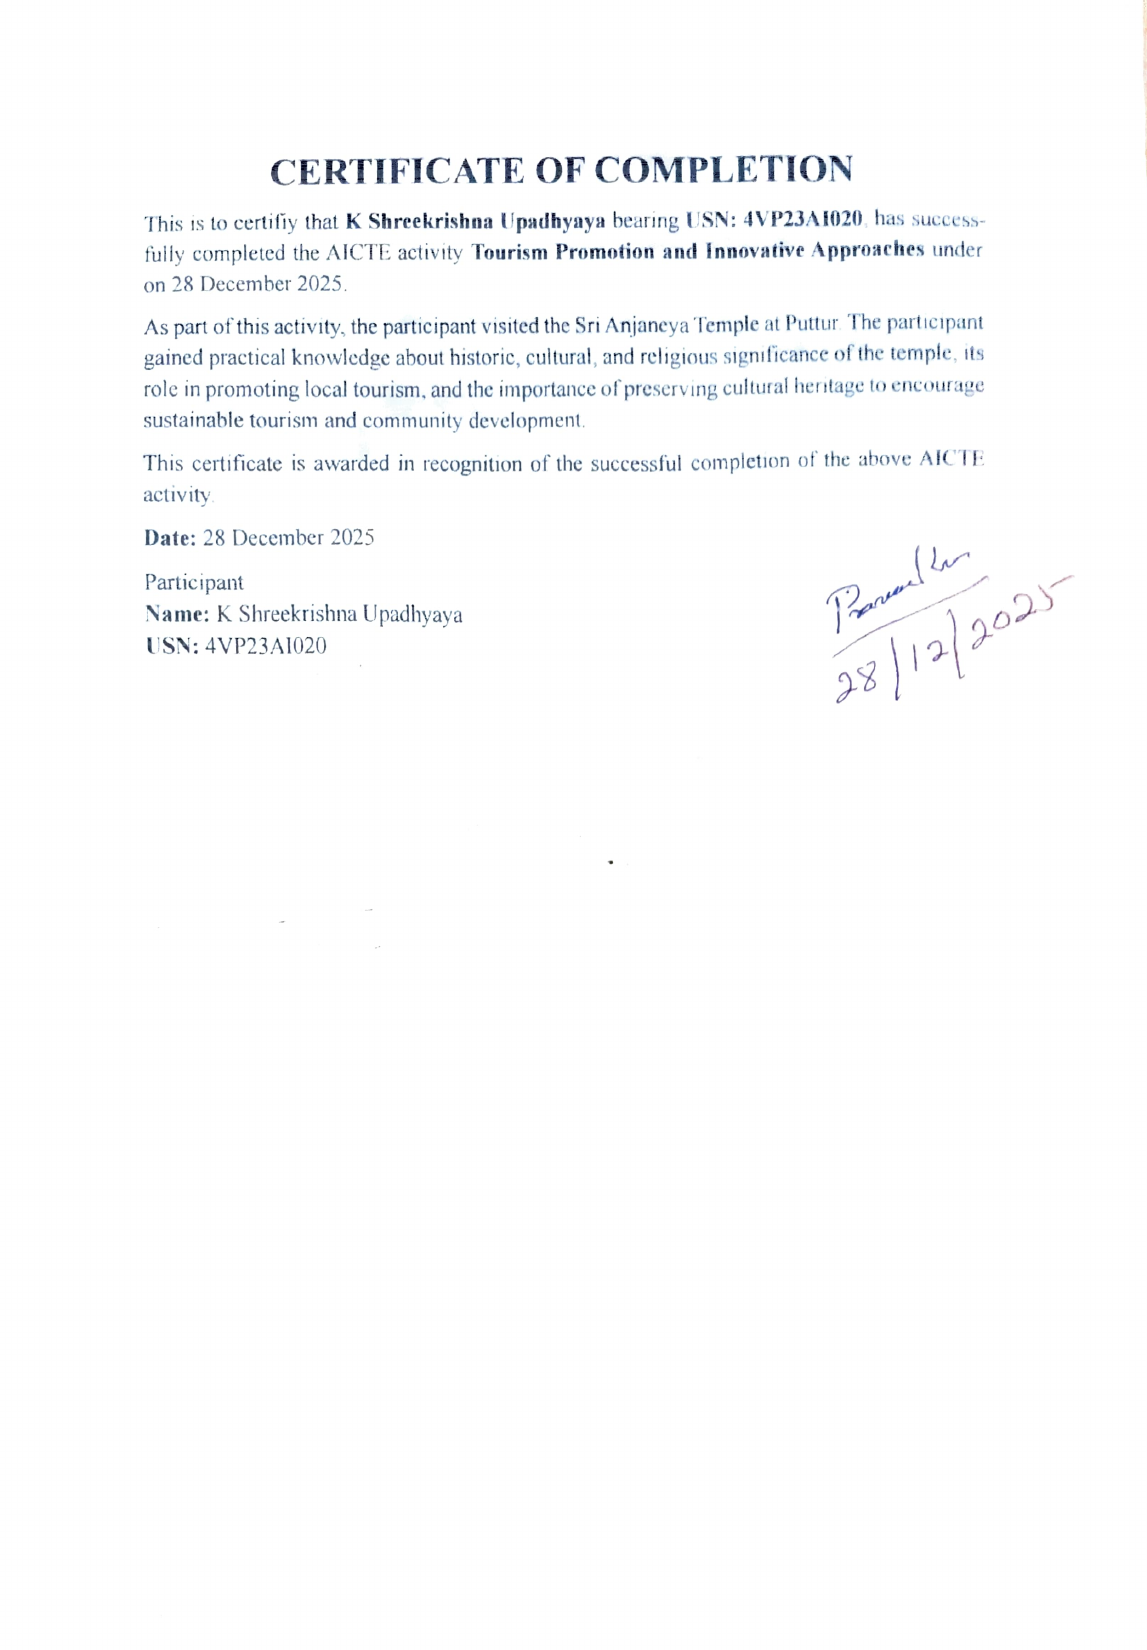 CERTIFICATE OF COMPLETION
This is to certifiy that K Shreekrishna Upadhyaya bearing USN: 4VP23AI020, has success-
fully completed the AICTE activity Tourism Promotion and Innovative Approaches under
on 28 December 2025.
As part of this activity, the participant visited the Sri Anjaneya Temple at Puttur. The participant
gained practical knowledge about historic, cultural, and religious significance of the temple, its
role in promoting local tourism, and the importance of preserving cultural heritage to encourage
sustainable tourism and community development.
This certificate is awarded in recognition of the successful completion of the above AICTE
activity.
Date: 28 December 2025
Participant
Name: K Shreekrishna Upadhyaya
USN: 4VP23AI020
28/12/2025